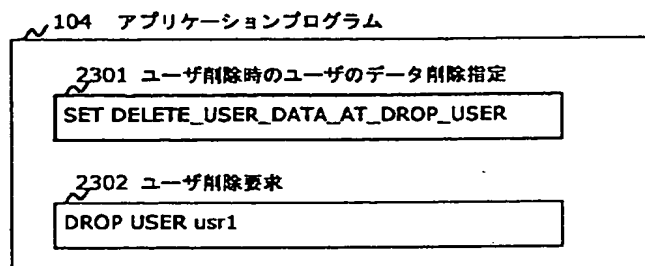 104 アプリケーションプログラム
2301 ユーザ削除時のユーザのデータ削除指定
SET DELETE_USER_DATA_AT_DROP_USER
2302 ユーザ削除要求
DROP USER usr1